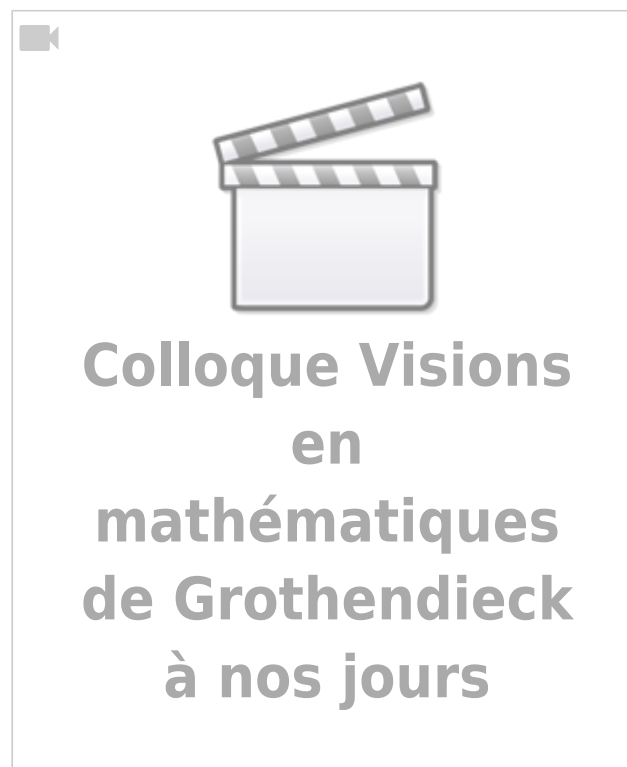 Colloque Visions
en
mathématiques
de Grothendieck
à nos jours